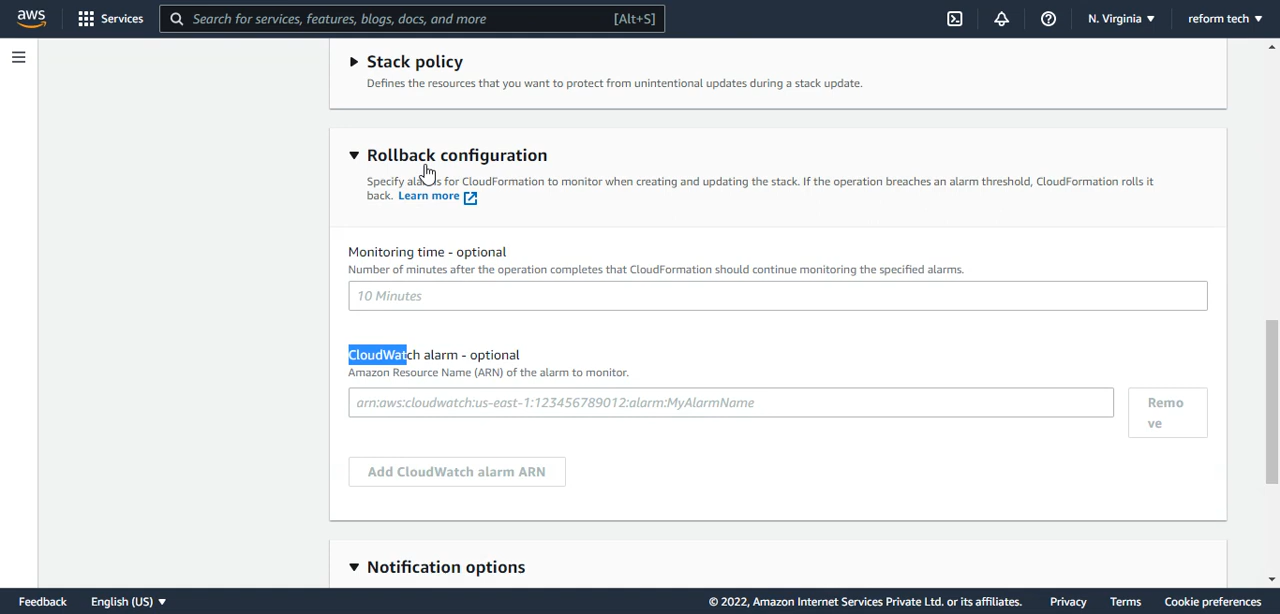 aws
Services
Search for services, features, blogs, docs, and more [Alt+S]
N. Virginia
reform tech
Stack policy
Defines the resources that you want to protect from unintentional updates during a stack update.
Rollback configuration
Specify alarms for CloudFormation to monitor when creating and updating the stack. If the operation breaches an alarm threshold, CloudFormation rolls it
back. Learn more
Monitoring time - optional
Number of minutes after the operation completes that CloudFormation should continue monitoring the specified alarms.
10 Minutes
CloudWatch alarm - optional
Amazon Resource Name (ARN) of the alarm to monitor.
arn:aws:cloudwatch:us-east-1:123456789012:alarm:MyAlarmName
Remo
ve
Add CloudWatch alarm ARN
Notification options
Feedback
English (US)
© 2022, Amazon Internet Services Private Ltd. or its affiliates.
Privacy
Terms
Cookie preferences